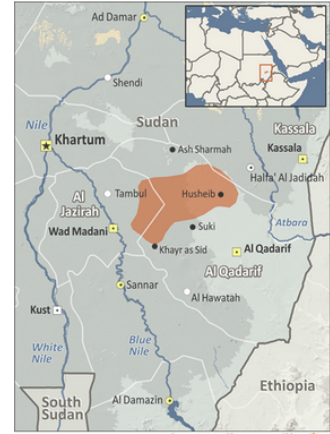 Ad Damar
Shendi
Nile
Khartum
Sudan
Ash Sharmah
Kassala
Kassala
Halfa' Al Jadidah
Al
Jazirah
Tambul
Husheib
Atbara
Wad Madani
Suki
Khayr as Sid
Al Qadarif
Al Qadarif
Sannar
Al Hawatah
Kust
White
Nile
Blue
Nile
Ethiopia
South
Sudan
Al Damazin